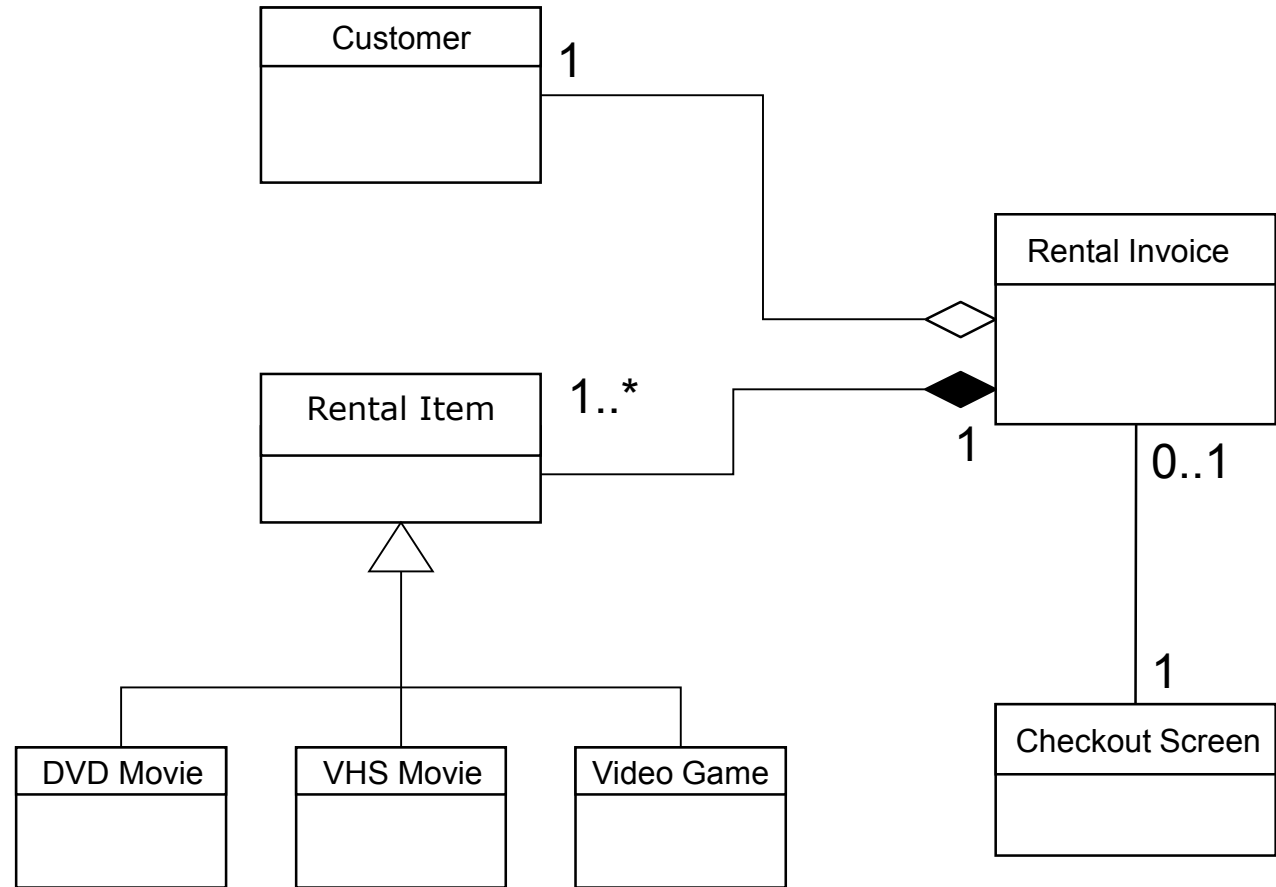 Customer
1
Rental Invoice
Rental Item
1..*
1
0..1
1
Checkout Screen
DVD Movie
VHS Movie
Video Game